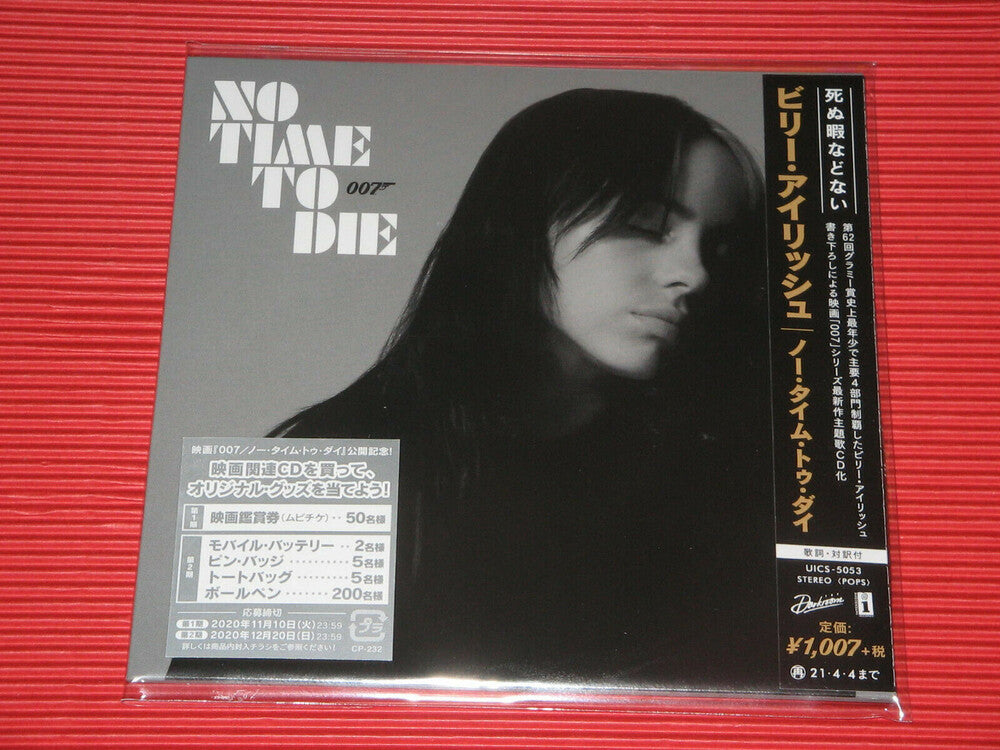 NO
TIME
TO
DIE
007
映画『007/ノー・タイム・トゥ・ダイ』公開記念!
映画関連CDを買って、
オリジナル・グッズを当てよう!
第1期
映画鑑賞券(ムビチケ)‥50名様
第2期
モバイル・バッテリー‥2名様
ピン・バッジ‥‥‥‥‥5名様
トートバッグ‥‥‥‥‥5名様
ボールペン‥‥‥‥200名様
応募締切
第1期 2020年11月10日(火)23:59
第2期 2020年12月20日(日)23:59
詳しくは商品内封入チラシをご参照ください!
プラ
CP-232
死ぬ暇などない
第62回グラミー賞史上最年少で主要4部門制覇したビリー・アイリッシュ
書き下ろしによる映画『007』シリーズ最新作主題歌CD化
ビリー・アイリッシュ|ノー・タイム・トゥ・ダイ
歌詞・対訳付
UICS-5053
STEREO〈POPS〉
Darkroom
i
定価:
¥1,007+税
再 21・4・4まで